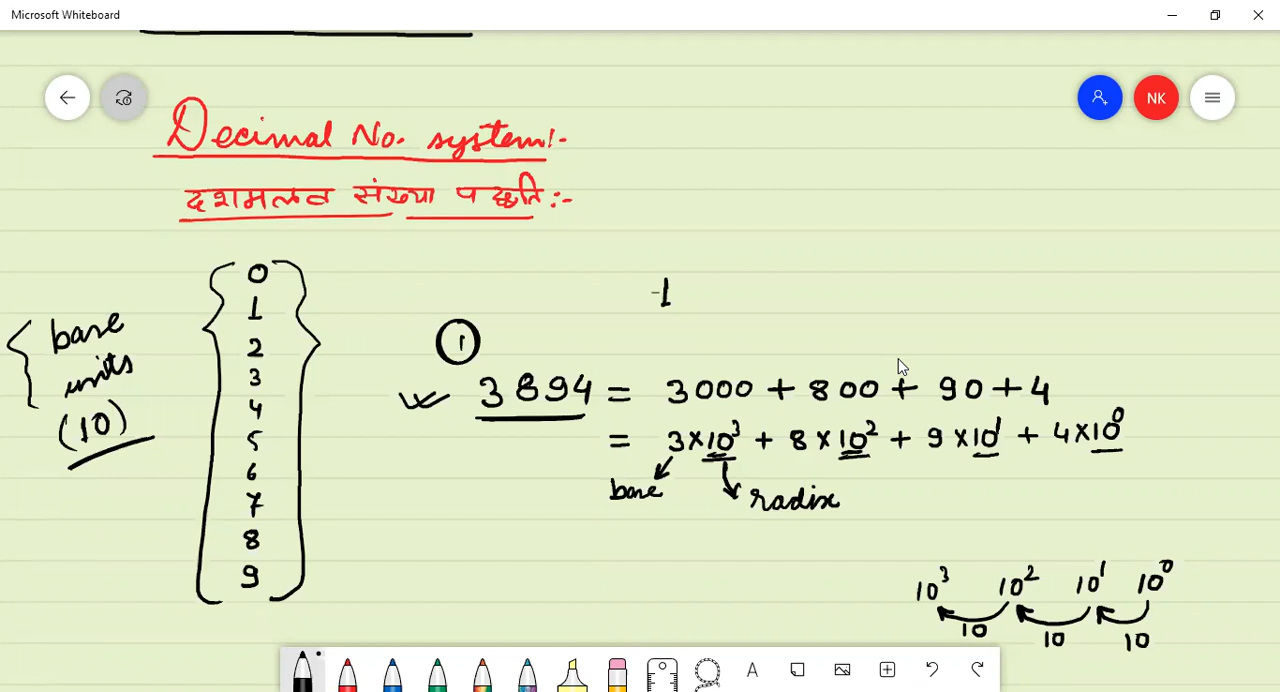 Microsoft Whiteboard
NK
Decimal No. system:-
दशमलव संख्या पद्धति:-
base
units
(10)
0
1
2
3
4
5
6
7
8
9
-1
1
3894 = 3000 + 800 + 90 + 4
= 3×10³ + 8×10² + 9×10¹ + 4×10⁰
base
radix
10³ 10² 10¹ 10⁰
10 10 10
A